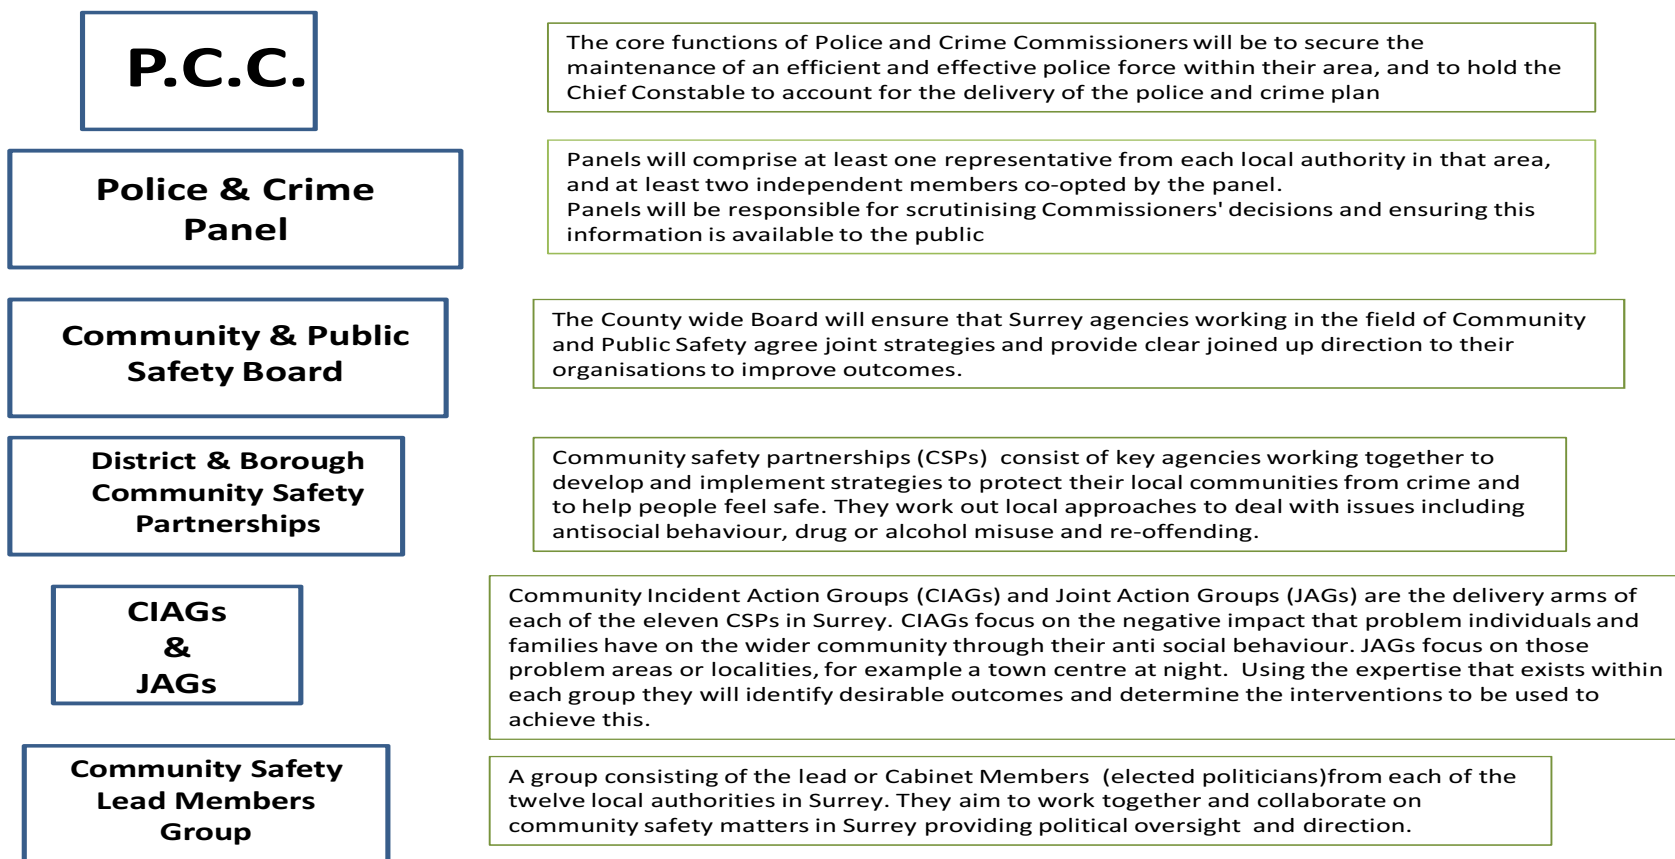 P.C.C.
The core functions of Police and Crime Commissioners will be to secure the
maintenance of an efficient and effective police force within their area, and to hold the
Chief Constable to account for the delivery of the police and crime plan
Police & Crime
Panel
Panels will comprise at least one representative from each local authority in that area,
and at least two independent members co-opted by the panel.
Panels will be responsible for scrutinising Commissioners' decisions and ensuring this
information is available to the public
Community & Public
Safety Board
The County wide Board will ensure that Surrey agencies working in the field of Community
and Public Safety agree joint strategies and provide clear joined up direction to their
organisations to improve outcomes.
District & Borough
Community Safety
Partnerships
Community safety partnerships (CSPs) consist of key agencies working together to
develop and implement strategies to protect their local communities from crime and
to help people feel safe. They work out local approaches to deal with issues including
antisocial behaviour, drug or alcohol misuse and re-offending.
CIAGs
&
JAGs
Community Incident Action Groups (CIAGs) and Joint Action Groups (JAGs) are the delivery arms of
each of the eleven CSPs in Surrey. CIAGs focus on the negative impact that problem individuals and
families have on the wider community through their anti social behaviour. JAGs focus on those
problem areas or localities, for example a town centre at night. Using the expertise that exists within
each group they will identify desirable outcomes and determine the interventions to be used to
achieve this.
Community Safety
Lead Members
Group
A group consisting of the lead or Cabinet Members (elected politicians)from each of the
twelve local authorities in Surrey. They aim to work together and collaborate on
community safety matters in Surrey providing political oversight and direction.